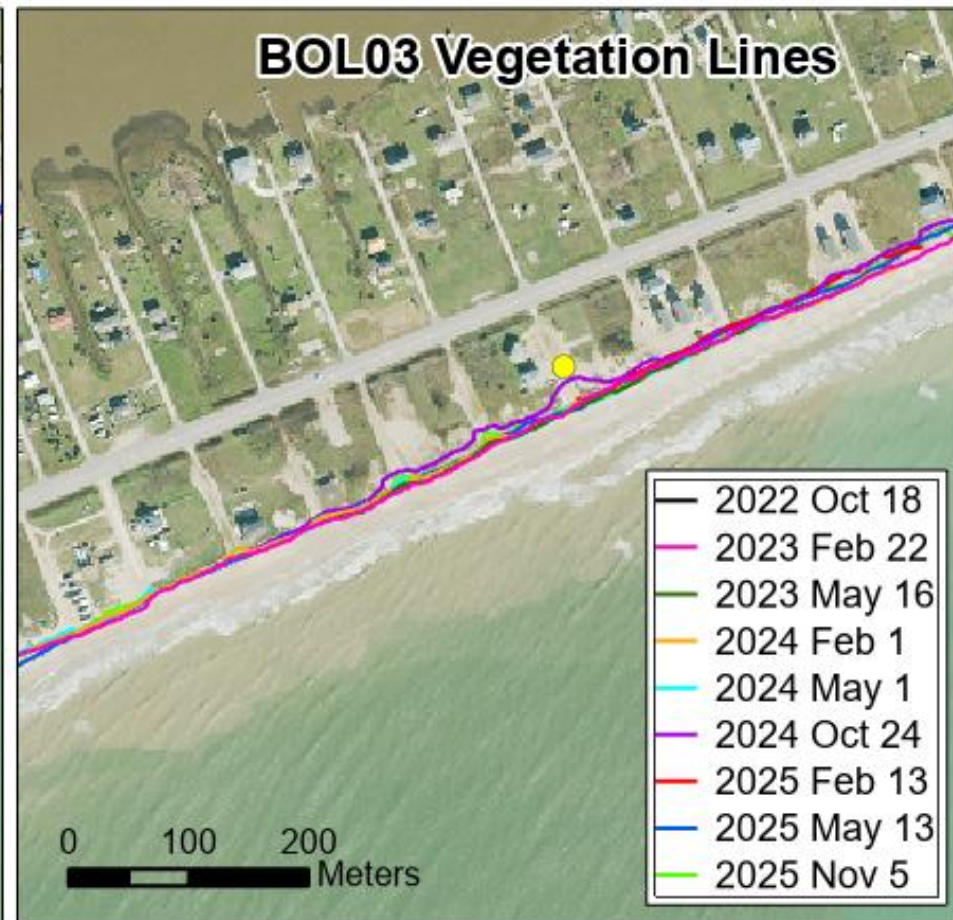 BOL03 Vegetation Lines
2022 Oct 18
2023 Feb 22
2023 May 16
2024 Feb 1
2024 May 1
2024 Oct 24
2025 Feb 13
2025 May 13
2025 Nov 5
0 100 200
Meters